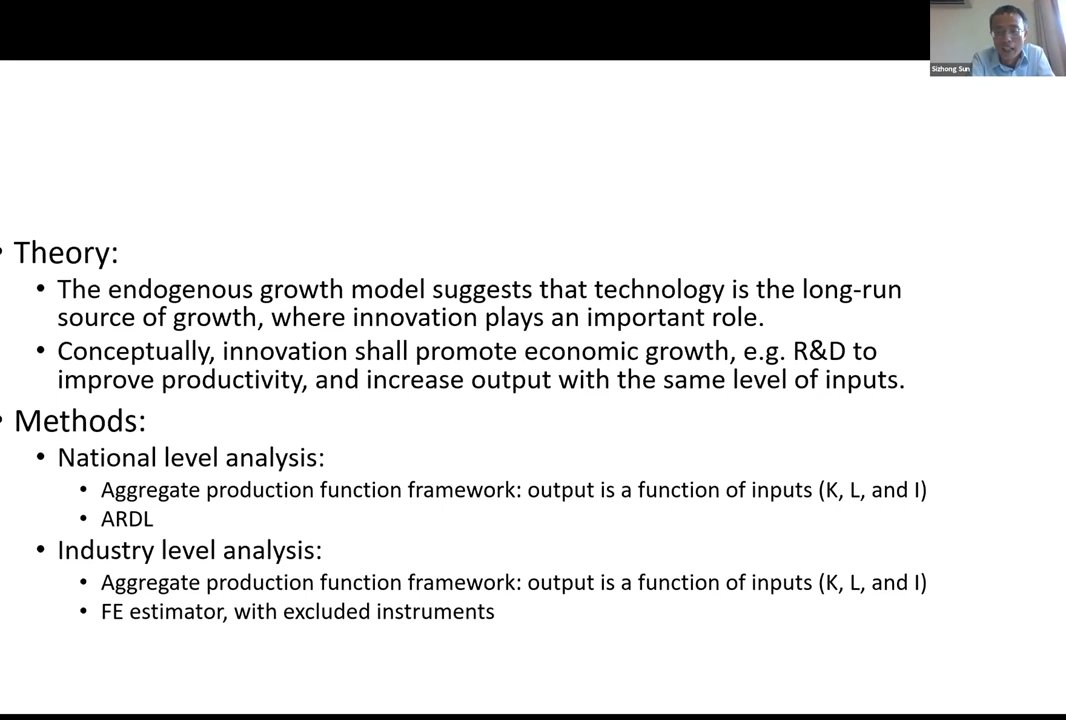 Sizhong Sun
• Theory:
• The endogenous growth model suggests that technology is the long-run
source of growth, where innovation plays an important role.
• Conceptually, innovation shall promote economic growth, e.g. R&D to
improve productivity, and increase output with the same level of inputs.
• Methods:
• National level analysis:
• Aggregate production function framework: output is a function of inputs (K, L, and I)
• ARDL
• Industry level analysis:
• Aggregate production function framework: output is a function of inputs (K, L, and I)
• FE estimator, with excluded instruments